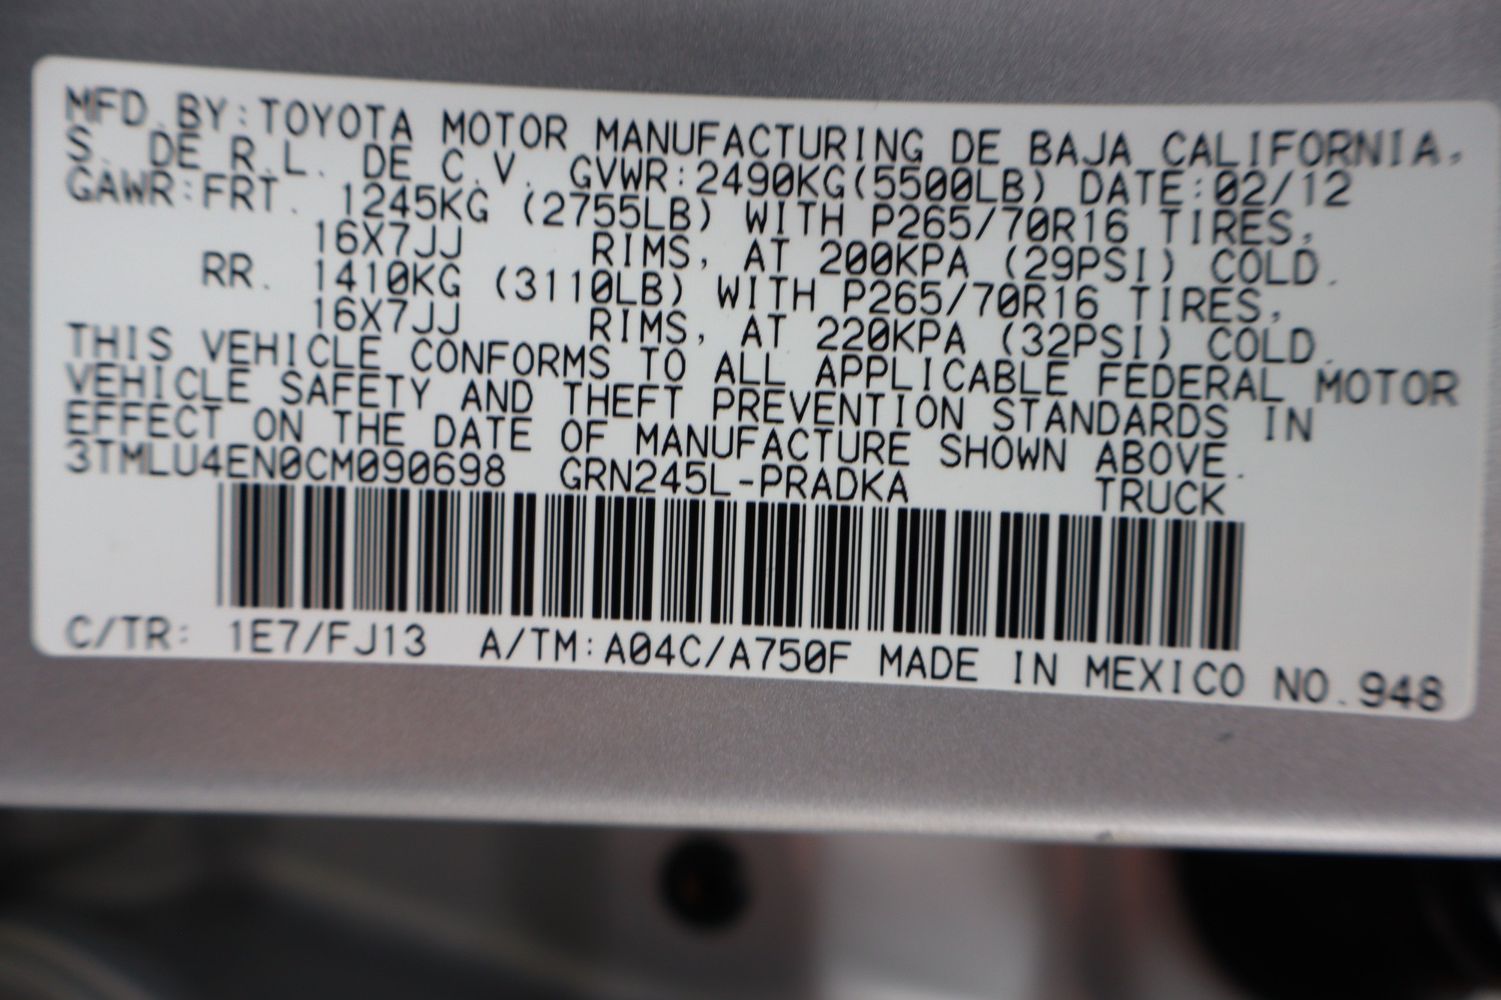 MFD.BY:TOYOTA MOTOR MANUFACTURING DE BAJA CALIFORNIA,
S. DE R.L. DE C.V. GVWR:2490KG(5500LB) DATE:02/12
GAWR:FRT. 1245KG (2755LB) WITH P265/70R16 TIRES,
16X7JJ RIMS, AT 200KPA (29PSI) COLD.
RR. 1410KG (3110LB) WITH P265/70R16 TIRES,
16X7JJ RIMS, AT 220KPA (32PSI) COLD.
THIS VEHICLE CONFORMS TO ALL APPLICABLE FEDERAL MOTOR
VEHICLE SAFETY AND THEFT PREVENTION STANDARDS IN
EFFECT ON THE DATE OF MANUFACTURE SHOWN ABOVE.
3TMLU4EN0CM090698 GRN245L-PRADKA TRUCK
C/TR: 1E7/FJ13 A/TM:A04C/A750F MADE IN MEXICO NO.948